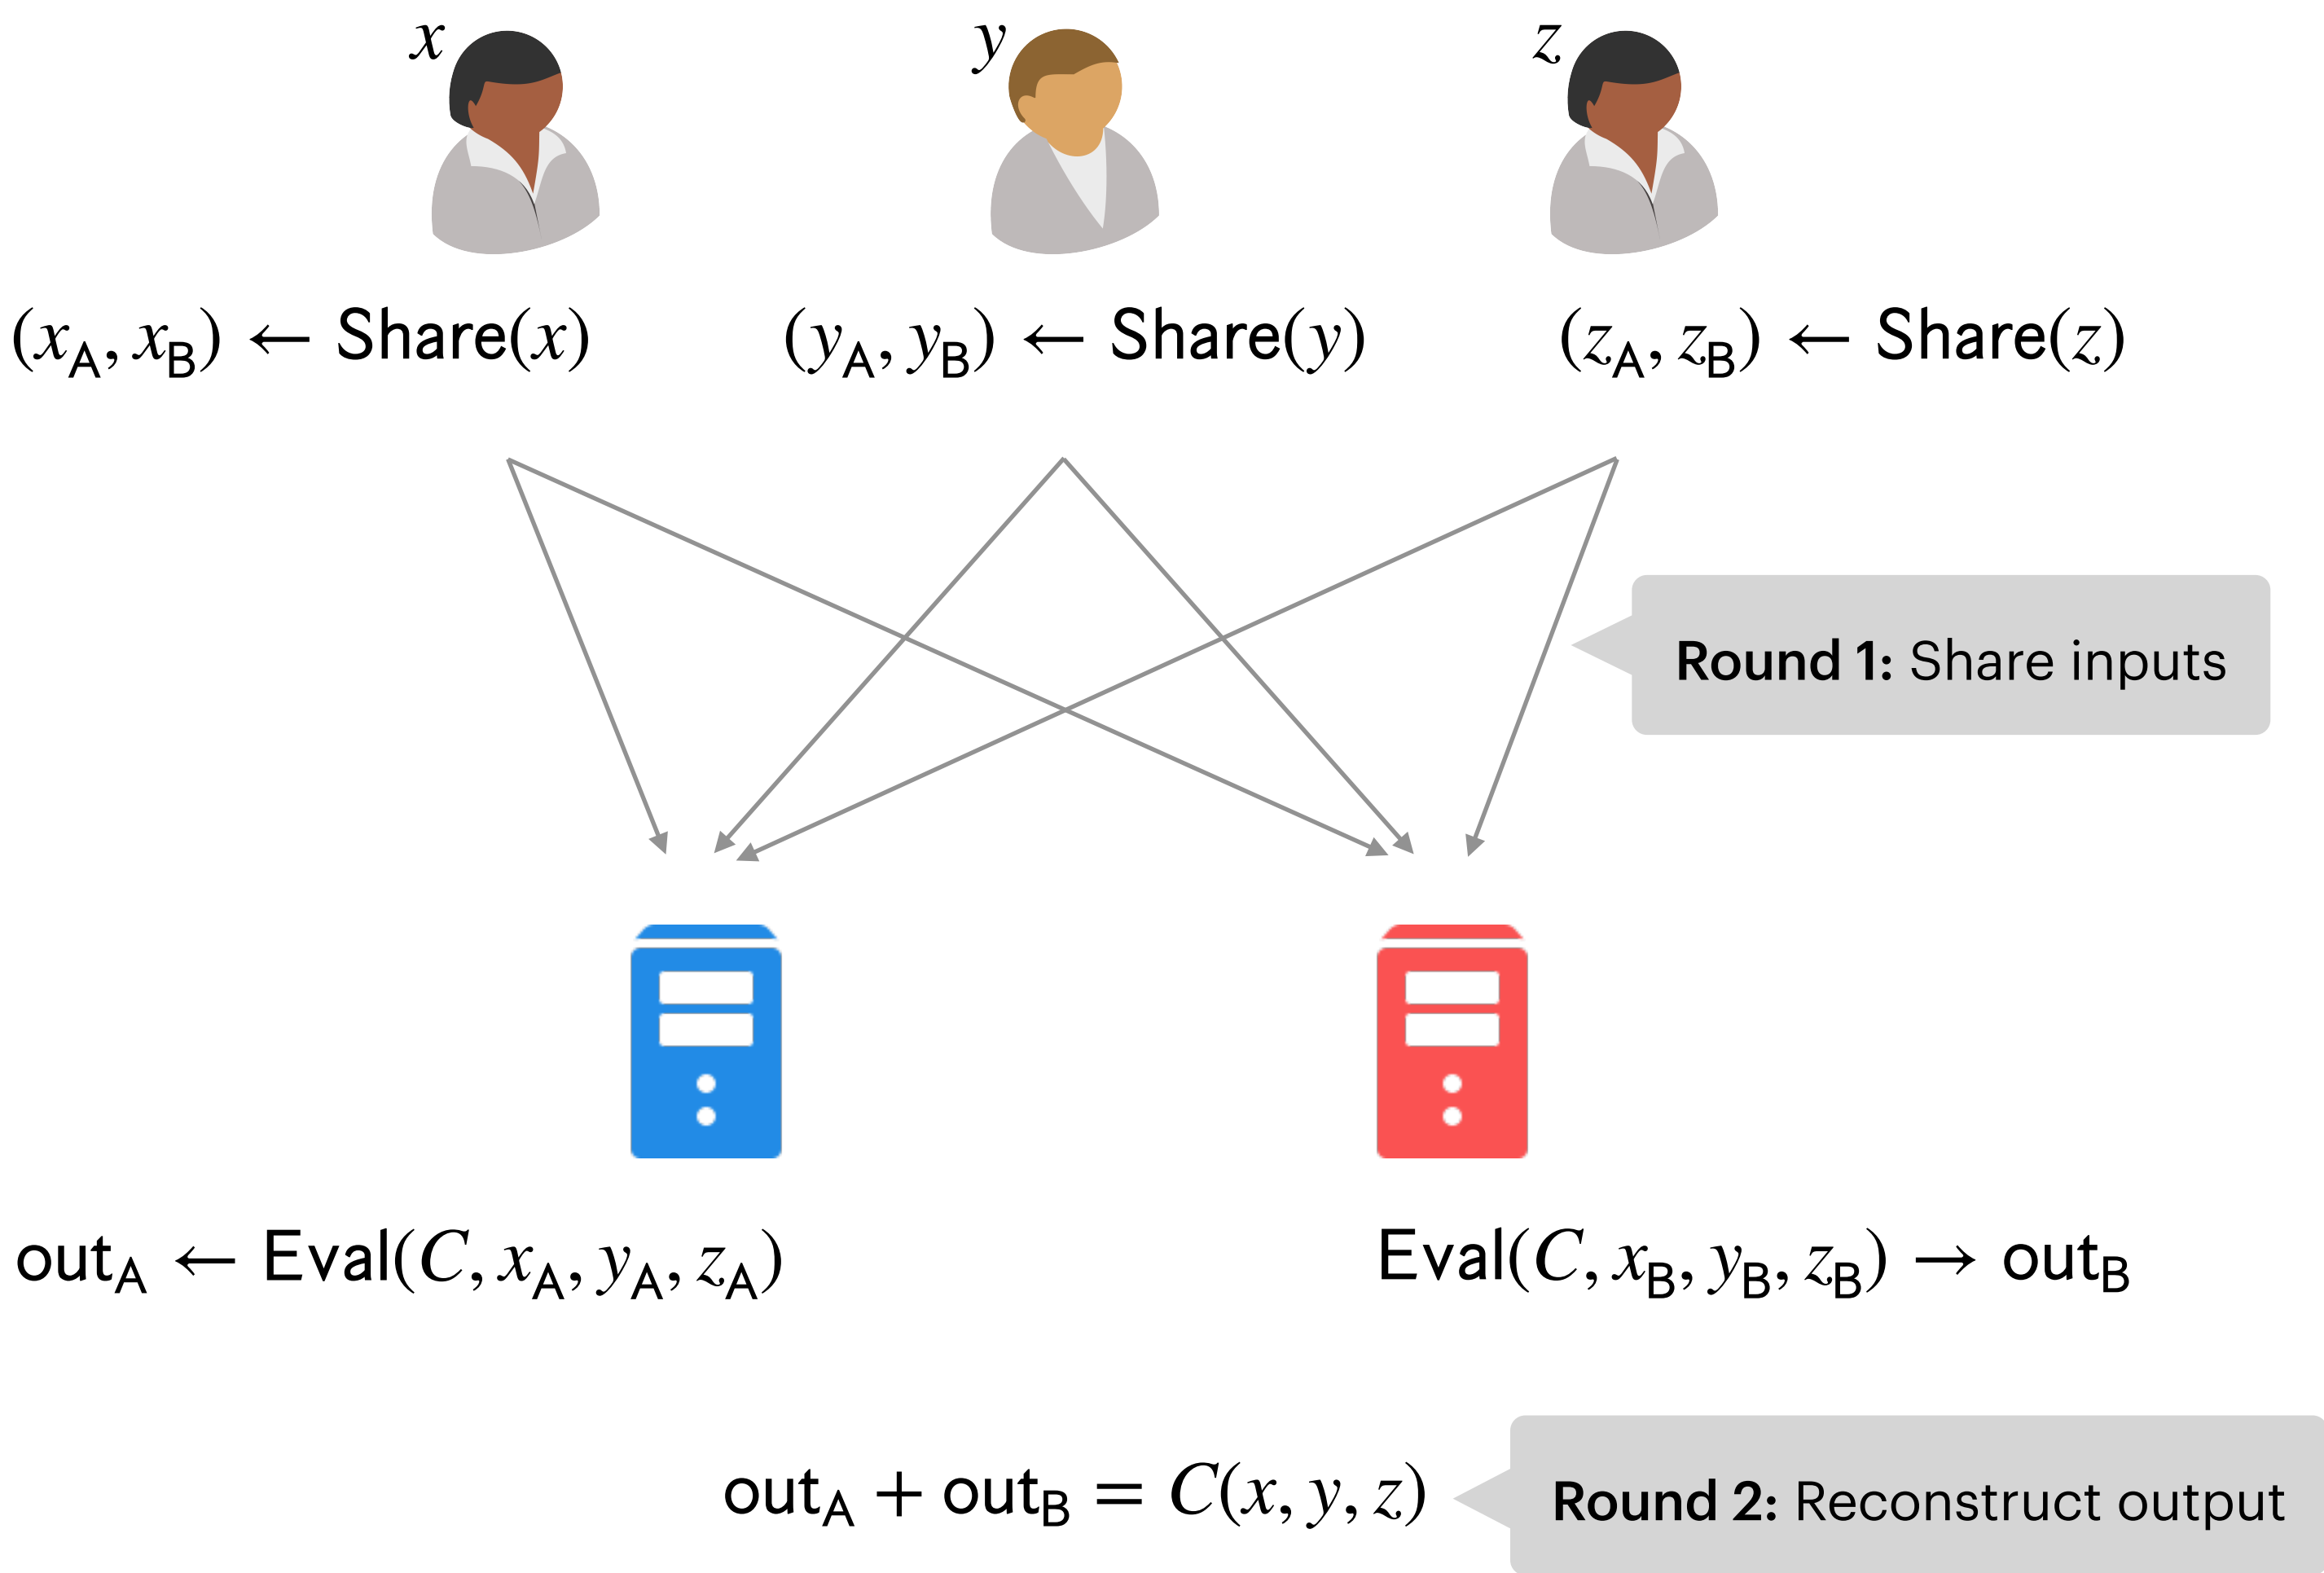 x y z
(x_A, x_B) ← Share(x) (y_A, y_B) ← Share(y) (z_A, z_B) ← Share(z)
Round 1: Share inputs
out_A ← Eval(C, x_A, y_A, z_A) Eval(C, x_B, y_B, z_B) → out_B
out_A + out_B = C(x, y, z) Round 2: Reconstruct output